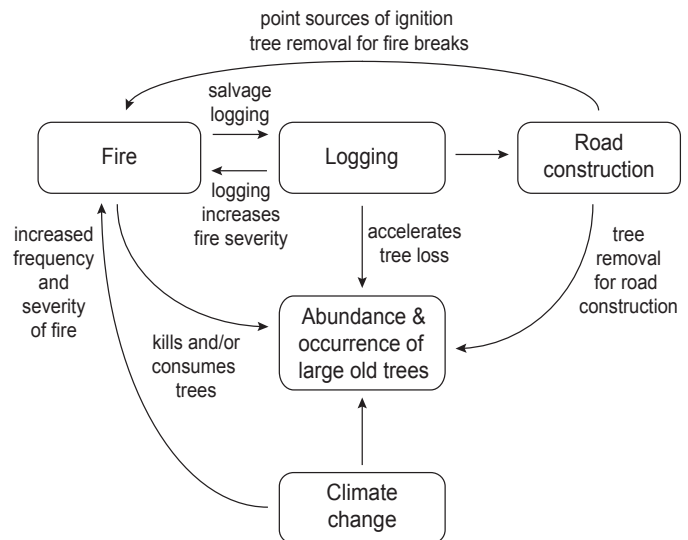 point sources of ignition
tree removal for fire breaks
salvage
logging
Fire
Logging
Road
construction
logging
increases
fire severity
increased
frequency
and
severity
of fire
accelerates
tree loss
tree
removal
for road
construction
kills and/or
consumes
trees
Abundance &
occurrence of
large old trees
Climate
change